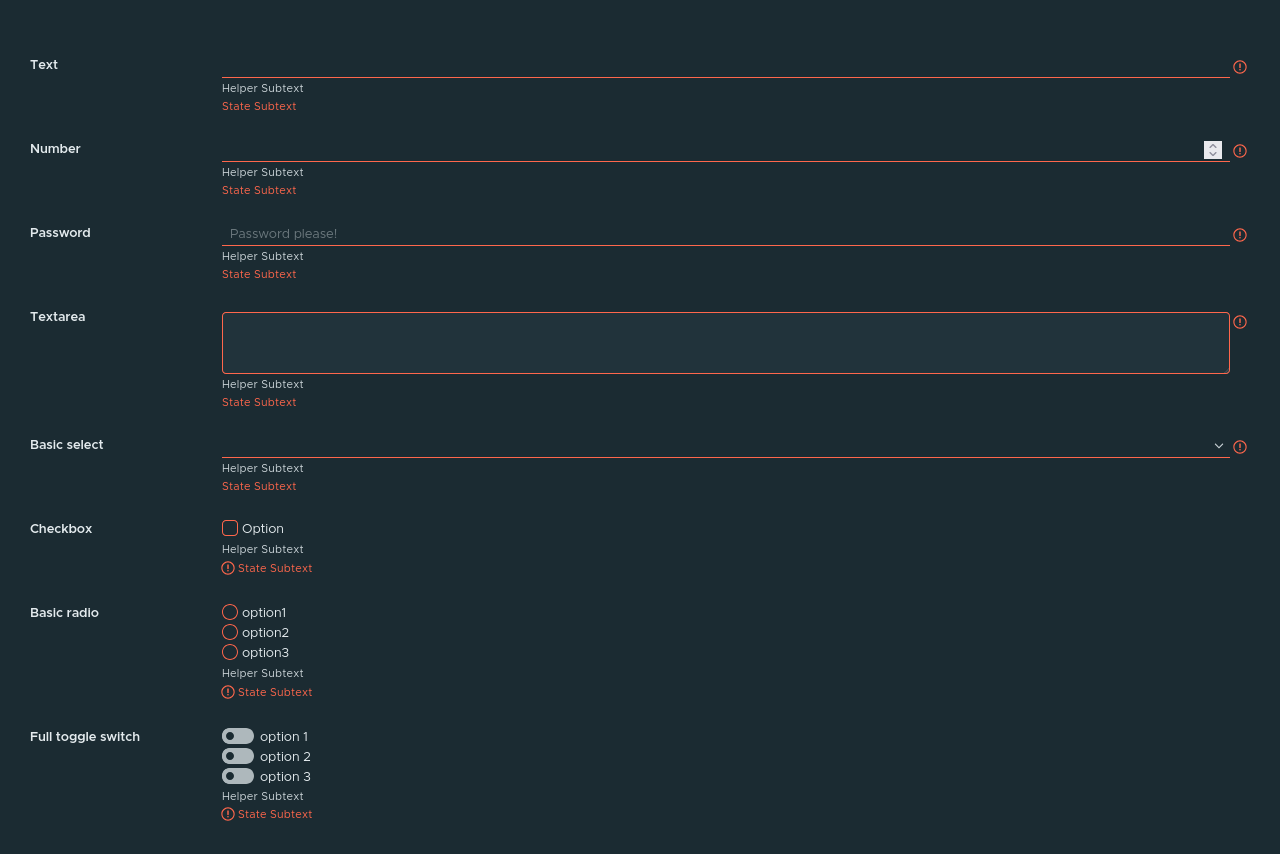 Text
Helper Subtext
State Subtext
Number
Helper Subtext
State Subtext
Password
Password please!
Helper Subtext
State Subtext
Textarea
Helper Subtext
State Subtext
Basic select
Helper Subtext
State Subtext
Checkbox
Option
Helper Subtext
State Subtext
Basic radio
option1
option2
option3
Helper Subtext
State Subtext
Full toggle switch
option 1
option 2
option 3
Helper Subtext
State Subtext